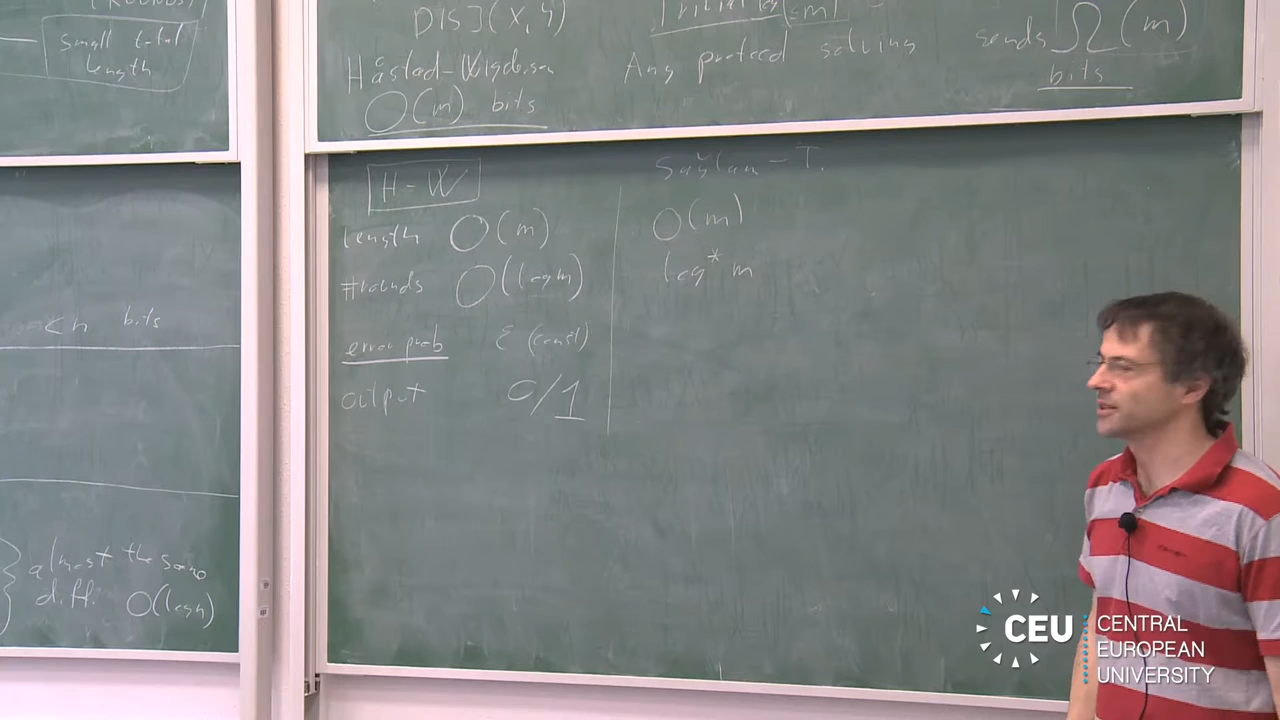 small total
length
< n bits
almost the same
diff. O(log n)
DISJ(X, Y)
Håstad-Wigderson
O(m) bits
Any protocol solving
sends Ω(m)
bits
H-W
length O(m)
#rounds O(log m)
error prob ε (const)
output 0/1
Sağlam-T.
O(m)
log* m
CEU
CENTRAL
EUROPEAN
UNIVERSITY